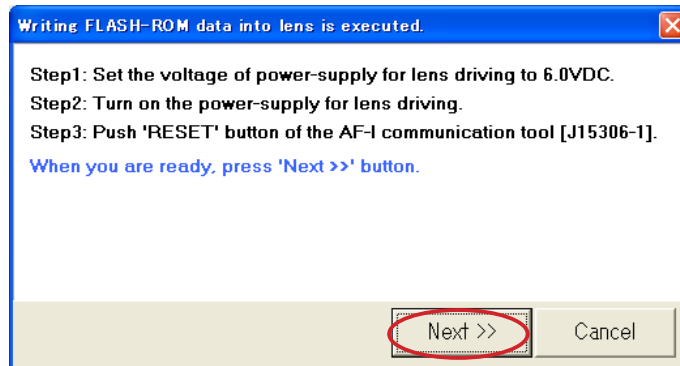 Writing FLASH-ROM data into lens is executed.
Step1: Set the voltage of power-supply for lens driving to 6.0VDC.
Step2: Turn on the power-supply for lens driving.
Step3: Push 'RESET' button of the AF-I communication tool [J15306-1].
When you are ready, press 'Next >>' button.
Next >> Cancel